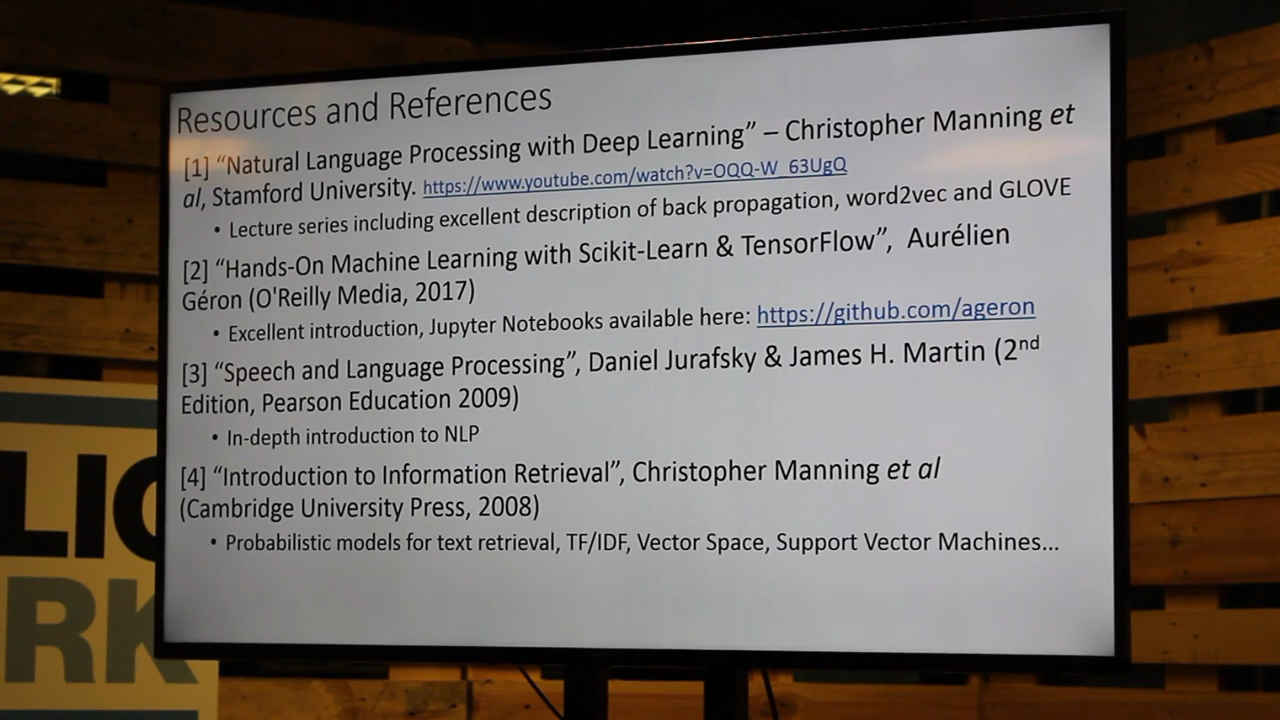 Resources and References
[1] “Natural Language Processing with Deep Learning” – Christopher Manning et
al, Stamford University. https://www.youtube.com/watch?v=OQQ-W_63UgQ
• Lecture series including excellent description of back propagation, word2vec and GLOVE
[2] “Hands-On Machine Learning with Scikit-Learn & TensorFlow”, Aurélien
Géron (O'Reilly Media, 2017)
• Excellent introduction, Jupyter Notebooks available here: https://github.com/ageron
[3] “Speech and Language Processing”, Daniel Jurafsky & James H. Martin (2nd
Edition, Pearson Education 2009)
• In-depth introduction to NLP
[4] “Introduction to Information Retrieval”, Christopher Manning et al
(Cambridge University Press, 2008)
• Probabilistic models for text retrieval, TF/IDF, Vector Space, Support Vector Machines...
LIC
RK